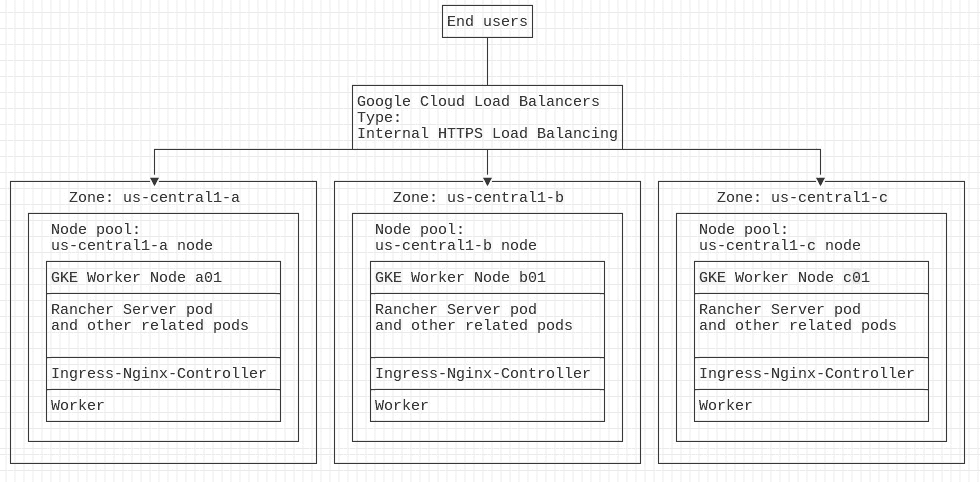 End users
Google Cloud Load Balancers
Type:
Internal HTTPS Load Balancing
Zone: us-central1-a
Node pool:
us-central1-a node
GKE Worker Node a01
Rancher Server pod
and other related pods
Ingress-Nginx-Controller
Worker
Zone: us-central1-b
Node pool:
us-central1-b node
GKE Worker Node b01
Rancher Server pod
and other related pods
Ingress-Nginx-Controller
Worker
Zone: us-central1-c
Node pool:
us-central1-c node
GKE Worker Node c01
Rancher Server pod
and other related pods
Ingress-Nginx-Controller
Worker